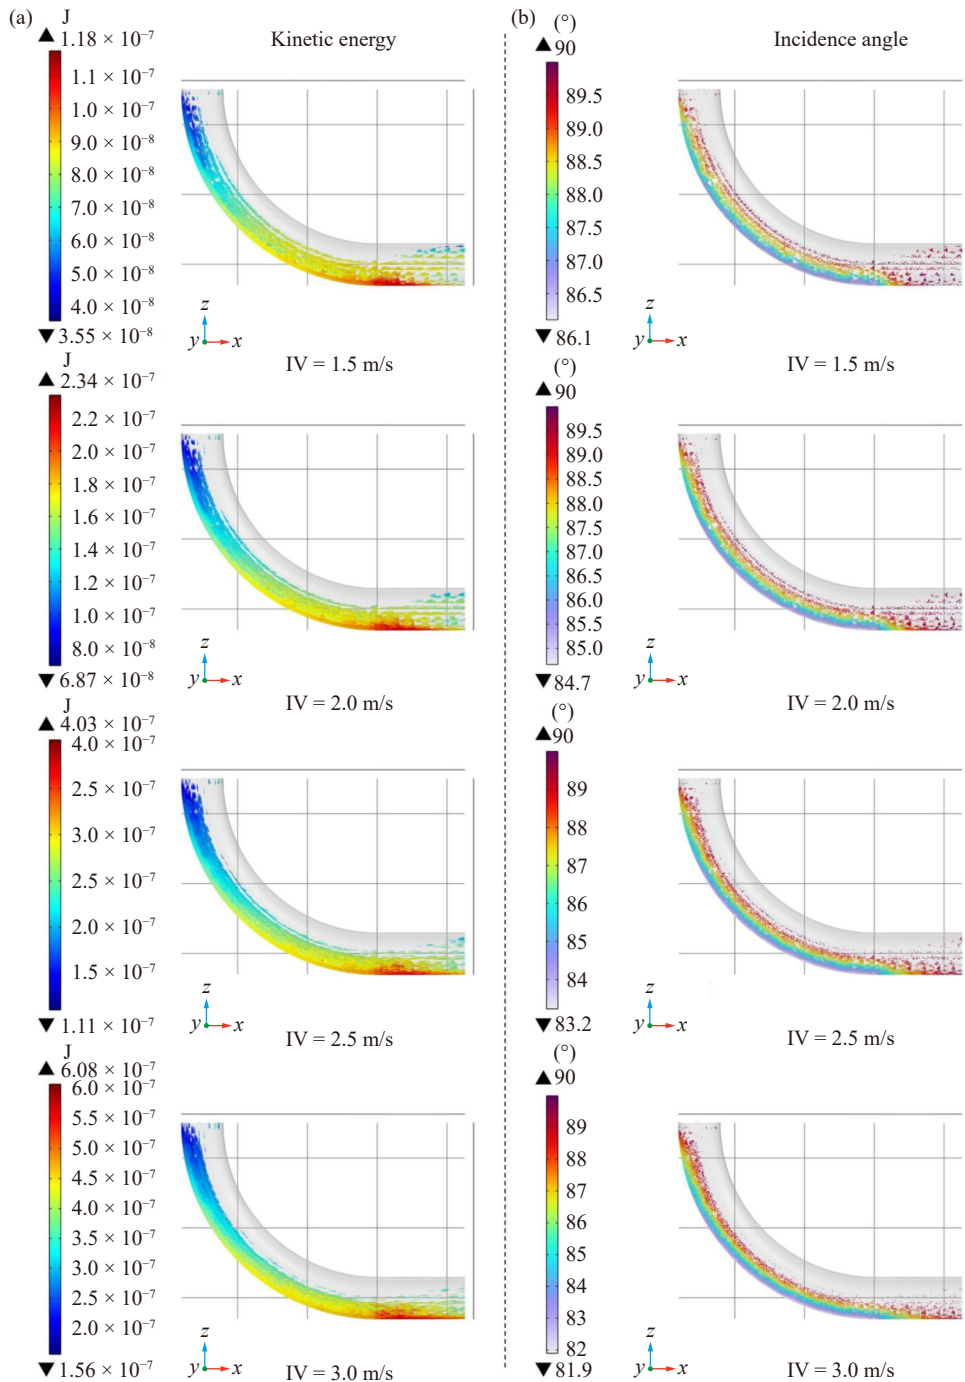 (a)
J
1.18 × 10⁻⁷
1.1 × 10⁻⁷
1.0 × 10⁻⁷
9.0 × 10⁻⁸
8.0 × 10⁻⁸
7.0 × 10⁻⁸
6.0 × 10⁻⁸
5.0 × 10⁻⁸
4.0 × 10⁻⁸
3.55 × 10⁻⁸
Kinetic energy
z
y x
IV = 1.5 m/s
(b)
(°)
90
89.5
89.0
88.5
88.0
87.5
87.0
86.5
86.1
Incidence angle
z
y x
IV = 1.5 m/s
J
2.34 × 10⁻⁷
2.2 × 10⁻⁷
2.0 × 10⁻⁷
1.8 × 10⁻⁷
1.6 × 10⁻⁷
1.4 × 10⁻⁷
1.2 × 10⁻⁷
1.0 × 10⁻⁷
8.0 × 10⁻⁸
6.87 × 10⁻⁸
z
y x
IV = 2.0 m/s
(°)
90
89.5
89.0
88.5
88.0
87.5
87.0
86.5
86.0
85.5
85.0
84.7
z
y x
IV = 2.0 m/s
J
4.03 × 10⁻⁷
4.0 × 10⁻⁷
2.5 × 10⁻⁷
3.0 × 10⁻⁷
2.5 × 10⁻⁷
2.0 × 10⁻⁷
1.5 × 10⁻⁷
1.11 × 10⁻⁷
z
y x
IV = 2.5 m/s
(°)
90
89
88
87
86
85
84
83.2
z
y x
IV = 2.5 m/s
J
6.08 × 10⁻⁷
6.0 × 10⁻⁷
5.5 × 10⁻⁷
5.0 × 10⁻⁷
4.5 × 10⁻⁷
4.0 × 10⁻⁷
3.5 × 10⁻⁷
3.0 × 10⁻⁷
2.5 × 10⁻⁷
2.0 × 10⁻⁷
1.56 × 10⁻⁷
z
y x
IV = 3.0 m/s
(°)
90
89
88
87
86
85
84
83
82
81.9
z
y x
IV = 3.0 m/s